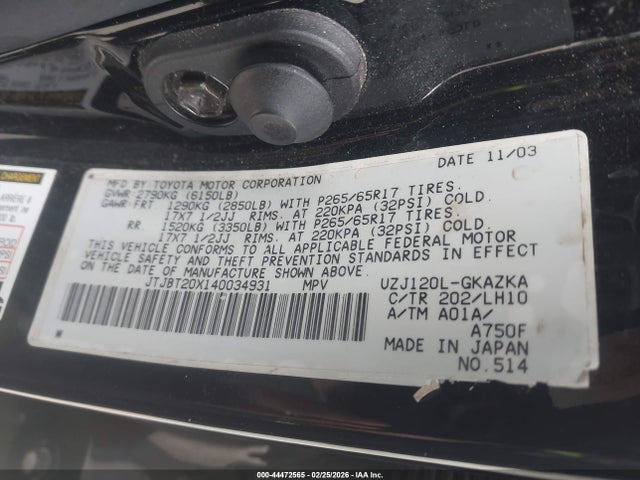 DATE 11/03
MFD.BY TOYOTA MOTOR CORPORATION
GVWR 2790KG (6150LB)
GAWR FRT 1290KG (2850LB) WITH P265/65R17 TIRES.
17X7 1/2JJ RIMS. AT 220KPA (32PSI) COLD.
RR. 1520KG (3350LB) WITH P265/65R17 TIRES.
17X7 1/2JJ RIMS. AT 220KPA (32PSI) COLD.
THIS VEHICLE CONFORMS TO ALL APPLICABLE FEDERAL MOTOR
VEHICLE SAFETY AND THEFT PREVENTION STANDARDS IN EFFECT
ON THE DATE OF MANUFACTURE SHOWN ABOVE.
JTJBT20X140034931 MPV UZJ120L-GKAZKA
C/TR 202/LH10
A/TM A01A/
A750F
MADE IN JAPAN
NO.514
CHARGEMENT
000-44472565 - 02/25/2026 - IAA Inc.